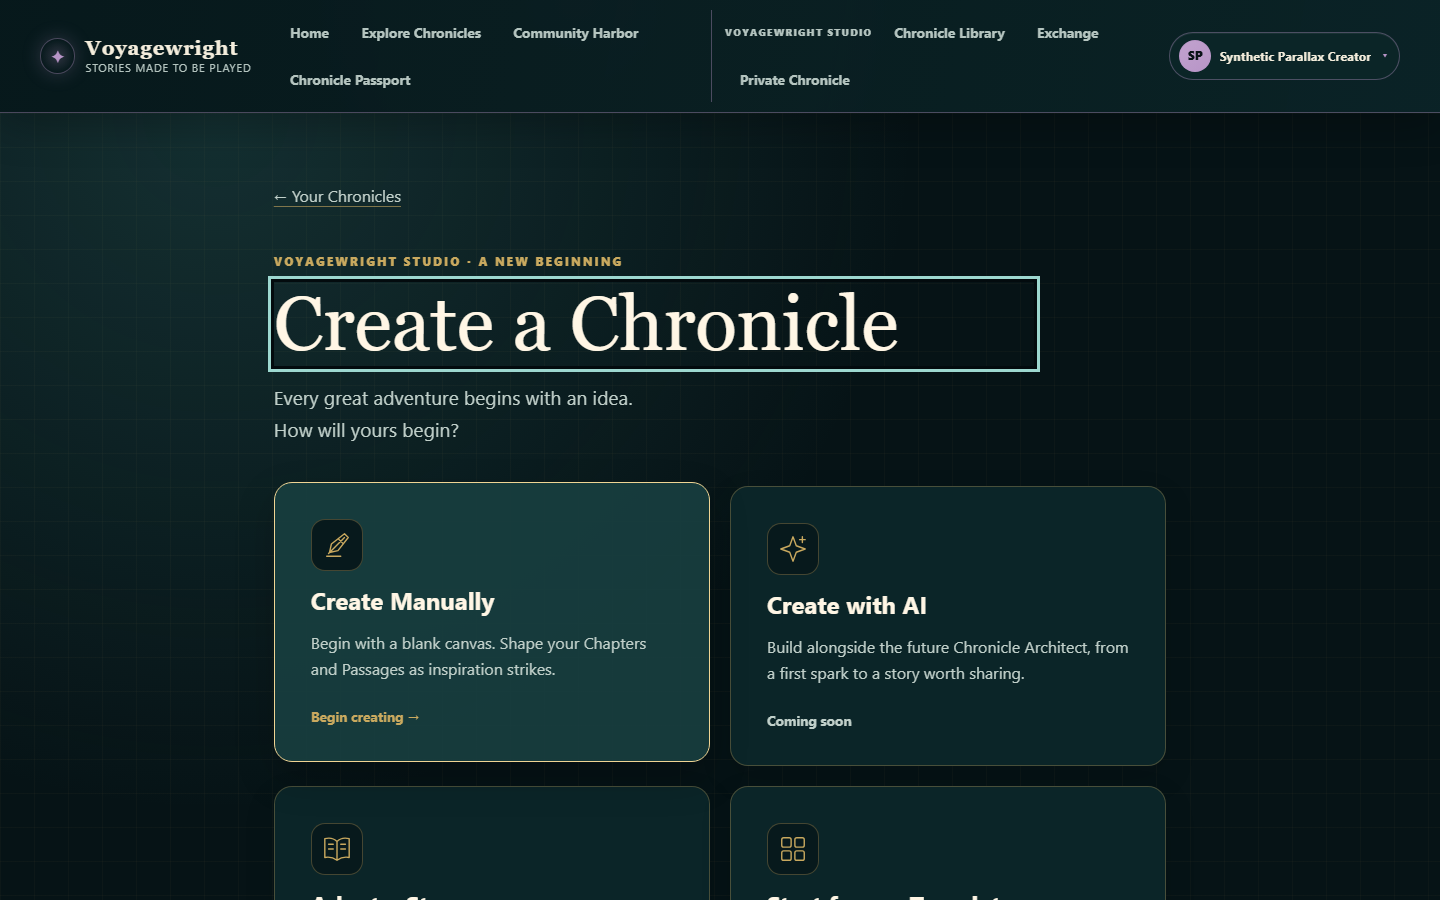 Voyagewright
STORIES MADE TO BE PLAYED
Home
Explore Chronicles
Community Harbor
Chronicle Passport
VOYAGEWRIGHT STUDIO
Chronicle Library
Exchange
Private Chronicle
SP
Synthetic Parallax Creator
← Your Chronicles
VOYAGEWRIGHT STUDIO · A NEW BEGINNING
Create a Chronicle
Every great adventure begins with an idea.
How will yours begin?
Create Manually
Begin with a blank canvas. Shape your Chapters
and Passages as inspiration strikes.
Begin creating →
Create with AI
Build alongside the future Chronicle Architect, from
a first spark to a story worth sharing.
Coming soon